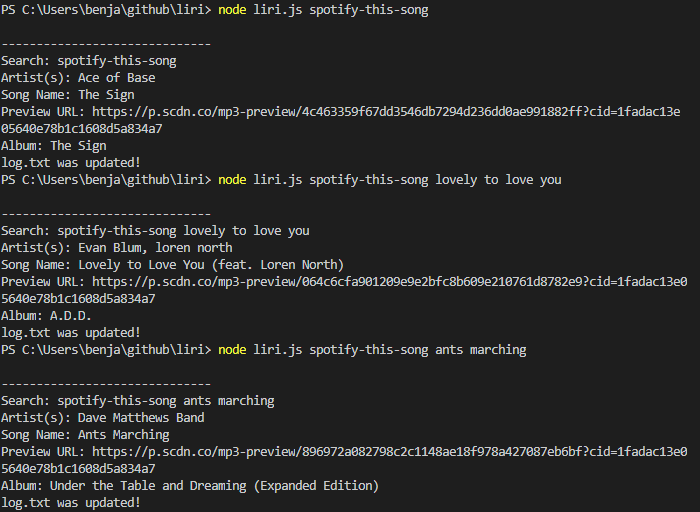 PS C:\Users\benja\github\liri> node liri.js spotify-this-song
------------------------------
Search: spotify-this-song
Artist(s): Ace of Base
Song Name: The Sign
Preview URL: https://p.scdn.co/mp3-preview/4c463359f67dd3546db7294d236dd0ae991882ff?cid=1fadac13e
05640e78b1c1608d5a834a7
Album: The Sign
log.txt was updated!
PS C:\Users\benja\github\liri> node liri.js spotify-this-song lovely to love you
------------------------------
Search: spotify-this-song lovely to love you
Artist(s): Evan Blum, loren north
Song Name: Lovely to Love You (feat. Loren North)
Preview URL: https://p.scdn.co/mp3-preview/064c6cfa901209e9e2bfc8b609e210761d8782e9?cid=1fadac13e0
5640e78b1c1608d5a834a7
Album: A.D.D.
log.txt was updated!
PS C:\Users\benja\github\liri> node liri.js spotify-this-song ants marching
------------------------------
Search: spotify-this-song ants marching
Artist(s): Dave Matthews Band
Song Name: Ants Marching
Preview URL: https://p.scdn.co/mp3-preview/896972a082798c2c1148ae18f978a427087eb6bf?cid=1fadac13e0
5640e78b1c1608d5a834a7
Album: Under the Table and Dreaming (Expanded Edition)
log.txt was updated!